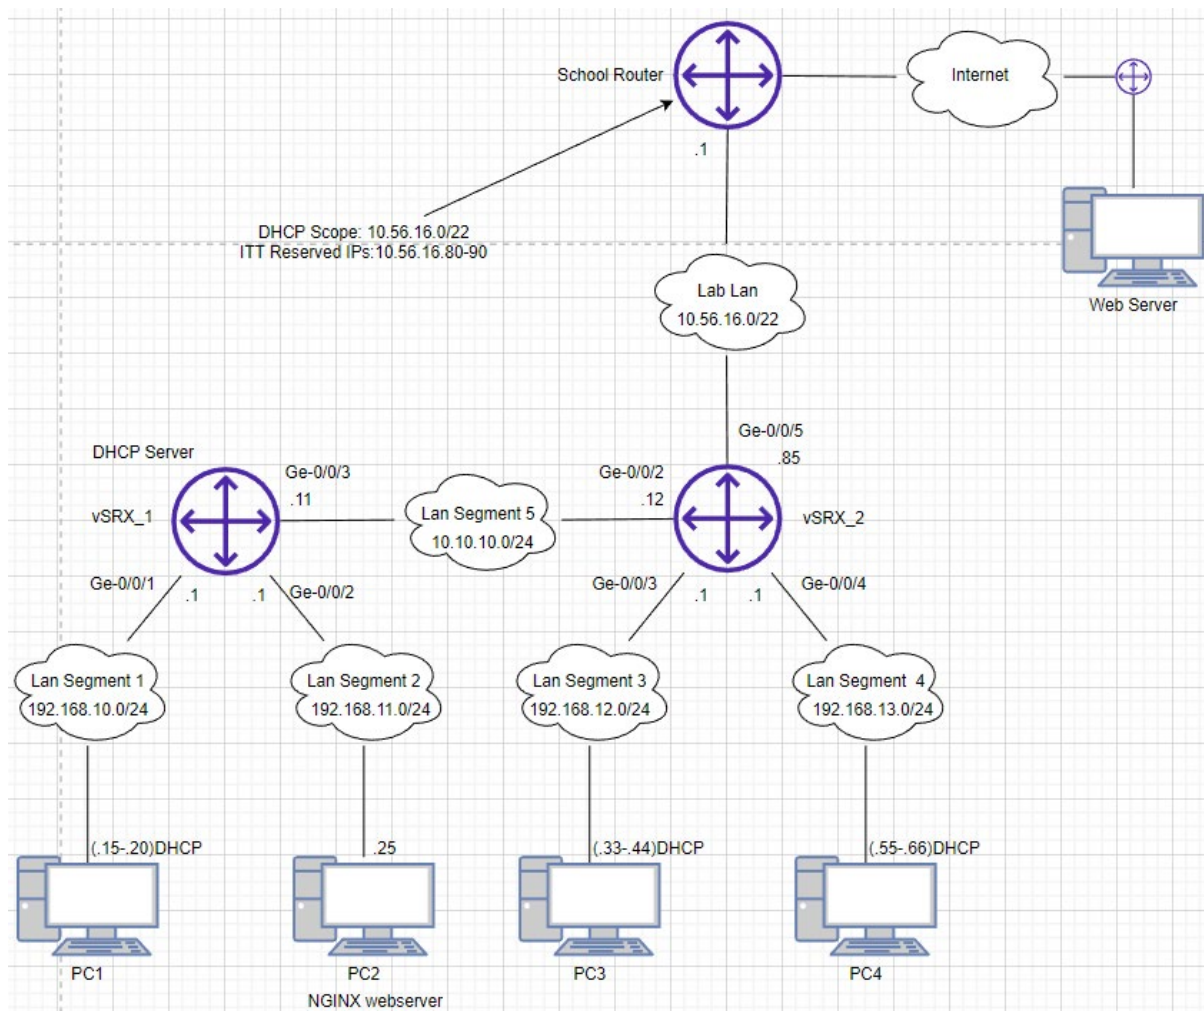 School Router
Internet
.1
DHCP Scope: 10.56.16.0/22
ITT Reserved IPs:10.56.16.80-90
Web Server
Lab Lan
10.56.16.0/22
Ge-0/0/5
.85
DHCP Server
vSRX_1
Ge-0/0/3
.11
Lan Segment 5
10.10.10.0/24
Ge-0/0/2
.12
vSRX_2
Ge-0/0/1
.1
.1
Ge-0/0/2
Ge-0/0/3
.1
.1
Ge-0/0/4
Lan Segment 1
192.168.10.0/24
Lan Segment 2
192.168.11.0/24
Lan Segment 3
192.168.12.0/24
Lan Segment 4
192.168.13.0/24
(.15-.20)DHCP
.25
(.33-.44)DHCP
(.55-.66)DHCP
PC1
PC2
NGINX webserver
PC3
PC4